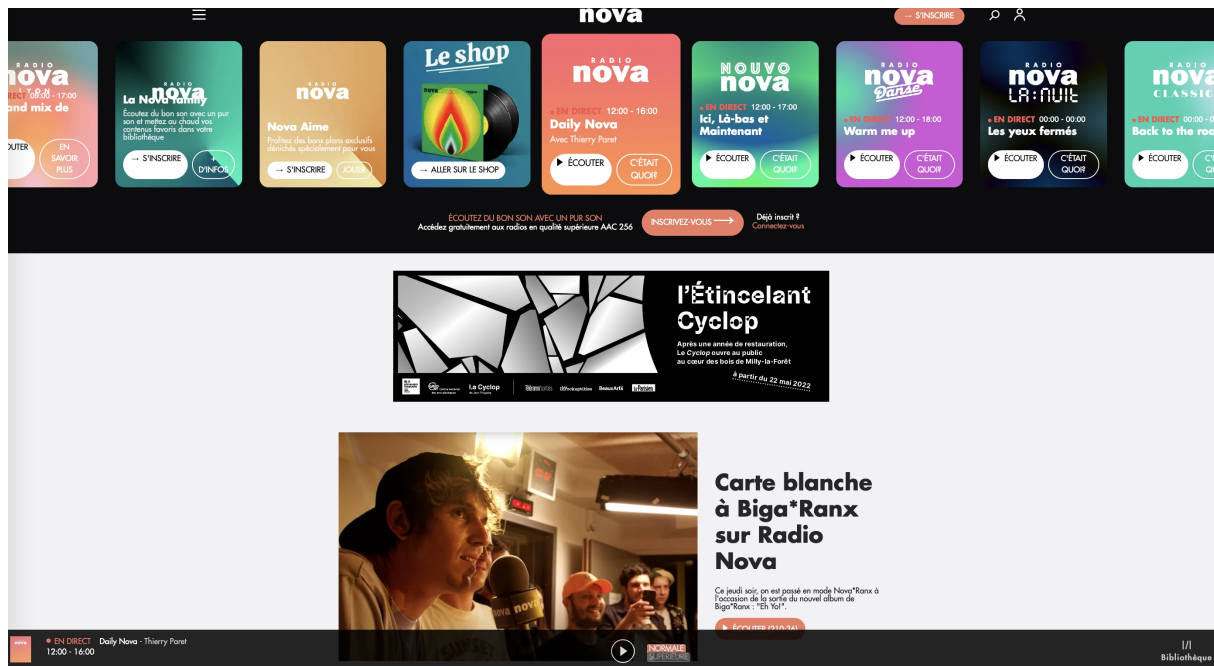 nova
→ S'INSCRIRE
RADIO
nova
LYON
RECT 09:00 - 17:00
and mix de
OUTER
EN
SAVOIR
PLUS
RADIO
nova
La Nova family
Écoutez du bon son avec un pur
son et mettez au chaud vos
contenus favoris dans votre
bibliothèque
→ S'INSCRIRE
+
D'INFOS
RADIO
nova
Nova Aime
Profitez des bons plans exclusifs
dénichés spécialement pour vous
→ S'INSCRIRE
JOUER
Le shop
nova
→ ALLER SUR LE SHOP
RADIO
nova
• EN DIRECT 12:00 - 16:00
Daily Nova
Avec Thierry Paret
ÉCOUTER
C'ÉTAIT
QUOI?
NOUVO
NOVA
• EN DIRECT 12:00 - 17:00
Ici, Là-bas et
Maintenant
ÉCOUTER
C'ÉTAIT
QUOI?
RADIO
nova
Danse
• EN DIRECT 12:00 - 18:00
Warm me up
ÉCOUTER
C'ÉTAIT
QUOI?
RADIO
nova
LA:NUIT
• EN DIRECT 00:00 - 00:00
Les yeux fermés
ÉCOUTER
C'ÉTAIT
QUOI?
RADIO
nova
CLASSIC
• EN DIRECT 00:00 - 0
Back to the roo
ÉCOUTER
ÉCOUTEZ DU BON SON AVEC UN PUR SON
Accédez gratuitement aux radios en qualité supérieure AAC 256
INSCRIVEZ-VOUS
Déjà inscrit ?
Connectez-vous
l'Étincelant
Cyclop
Après une année de restauration,
Le Cyclop ouvre au public
au cœur des bois de Milly-la-Forêt
à partir du 22 mai 2022
Le Cyclop
BeauxArts
le Parisien
nova
Carte blanche
à Biga*Ranx
sur Radio
Nova
Ce jeudi soir, on est passé en mode Nova*Ranx à
l'occasion de la sortie du nouvel album de
Biga*Ranx : "Eh Yo!".
ÉCOUTER (210:36)
SUNSET
nova
• EN DIRECT Daily Nova - Thierry Paret
12:00 - 16:00
NORMALE
SUPÉRIEURE
Bibliothèque